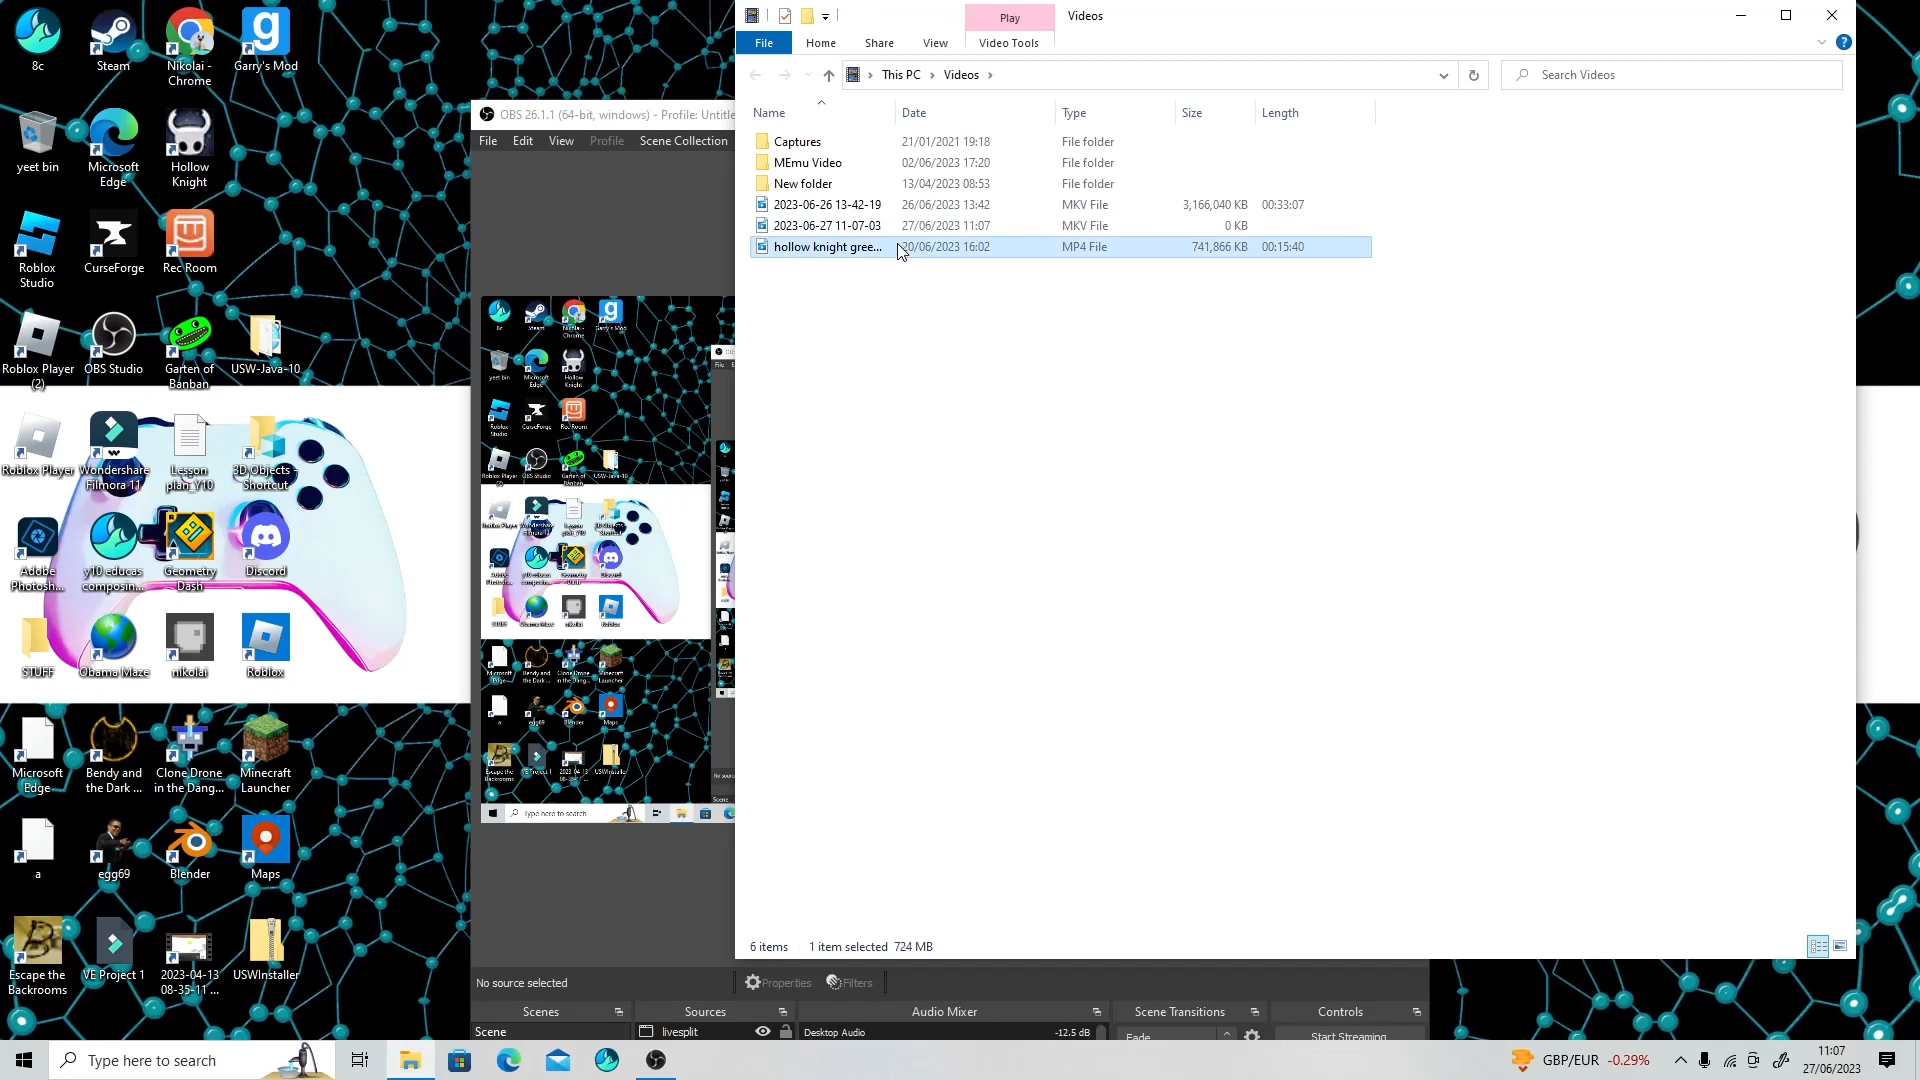 8c
Steam
Nikolai -
Chrome
Garry's Mod
yeet bin
Microsoft
Edge
Hollow
Knight
Roblox
Studio
CurseForge
Rec Room
Roblox Player
(2)
OBS Studio
Garten of
Banban
USW-Java-10
Roblox Player
Wondershare
Filmora 11
Lesson
plan_Y10
3D Objects -
Shortcut
Adobe
Photosh...
y10 educas
composin...
Geometry
Dash
Discord
STUFF
Obama Maze
nikolai
Roblox
Microsoft
Edge
Bendy and
the Dark ...
Clone Drone
in the Dang...
Minecraft
Launcher
a
egg69
Blender
Maps
Escape the
Backrooms
VE Project 1
2023-04-13
08-35-11 ...
USWInstaller
OBS 26.1.1 (64-bit, windows) - Profile: Untitle
File Edit View Profile Scene Collection
Type here to search
No source selected
Properties
Filters
Scenes
Sources
Audio Mixer
Scene Transitions
Controls
Scene
livesplit
Desktop Audio
-12.5 dB
Fade
Start Streaming
Play
Videos
File
Home
Share
View
Video Tools
This PC
Videos
Search Videos
Name Date Type Size Length
Captures 21/01/2021 19:18 File folder
MEmu Video 02/06/2023 17:20 File folder
New folder 13/04/2023 08:53 File folder
2023-06-26 13-42-19 26/06/2023 13:42 MKV File 3,166,040 KB 00:33:07
2023-06-27 11-07-03 27/06/2023 11:07 MKV File 0 KB
hollow knight gree... 20/06/2023 16:02 MP4 File 741,866 KB 00:15:40
6 items
1 item selected 724 MB
Type here to search
GBP/EUR -0.29%
11:07
27/06/2023